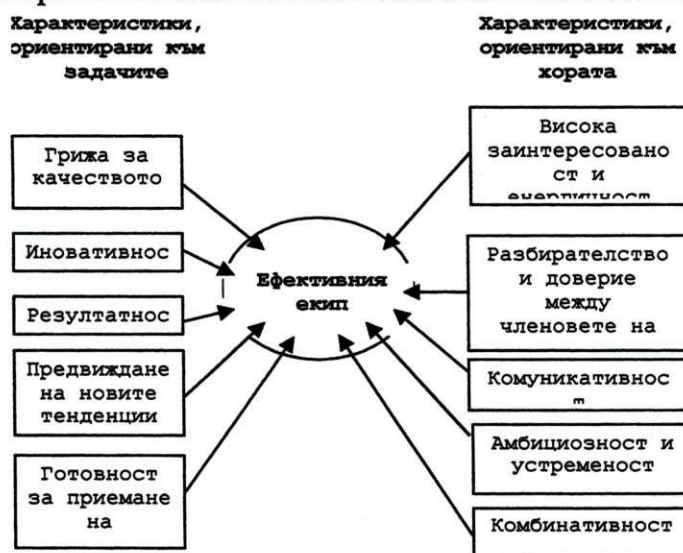 Характеристики,
ориентирани към
задачите
Грижа за
качеството
Иновативнос
Резултатнос
Предвиждане
на новите
тенденции
Готовност
за приемане
на
Ефективния
екип
Характеристики,
ориентирани към
хората
Висока
заинтересовано
ст и
енергичност
Разбирателство
и доверие
между
членовете на
Комуникативнос
т
Амбициозност и
устременост
Комбинативност